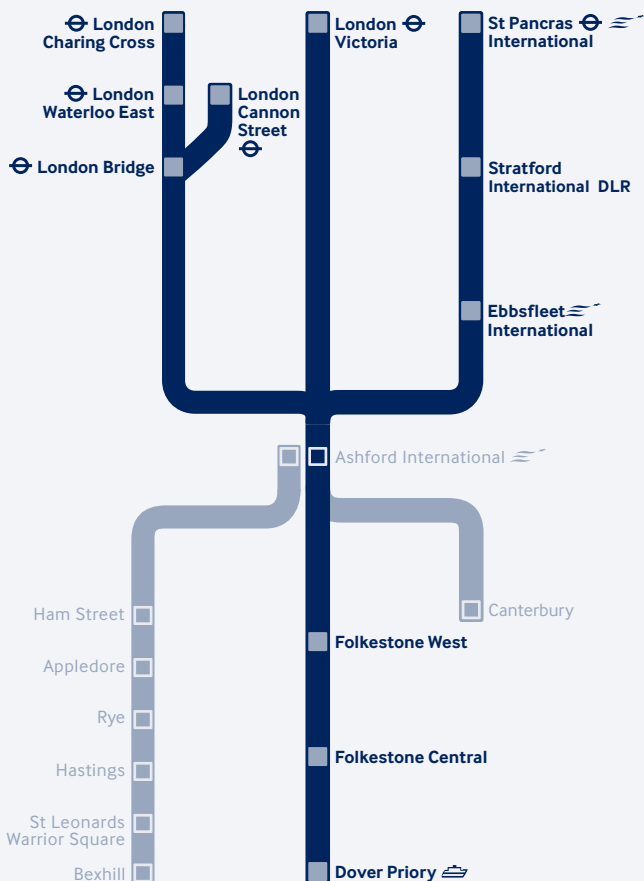 London
Charing Cross
London
Victoria
St Pancras
International
London
Waterloo East
London
Cannon
Street
London Bridge
Stratford
International DLR
Ebbsfleet
International
Ashford International
Ham Street
Canterbury
Folkestone West
Appledore
Rye
Folkestone Central
Hastings
St Leonards
Warrior Square
Bexhill
Dover Priory